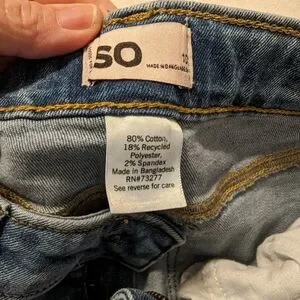 SO
10
MADE IN BANGLADESH
80% Cotton,
18% Recycled
Polyester,
2% Spandex
Made in Bangladesh
RN#73277
See reverse for care